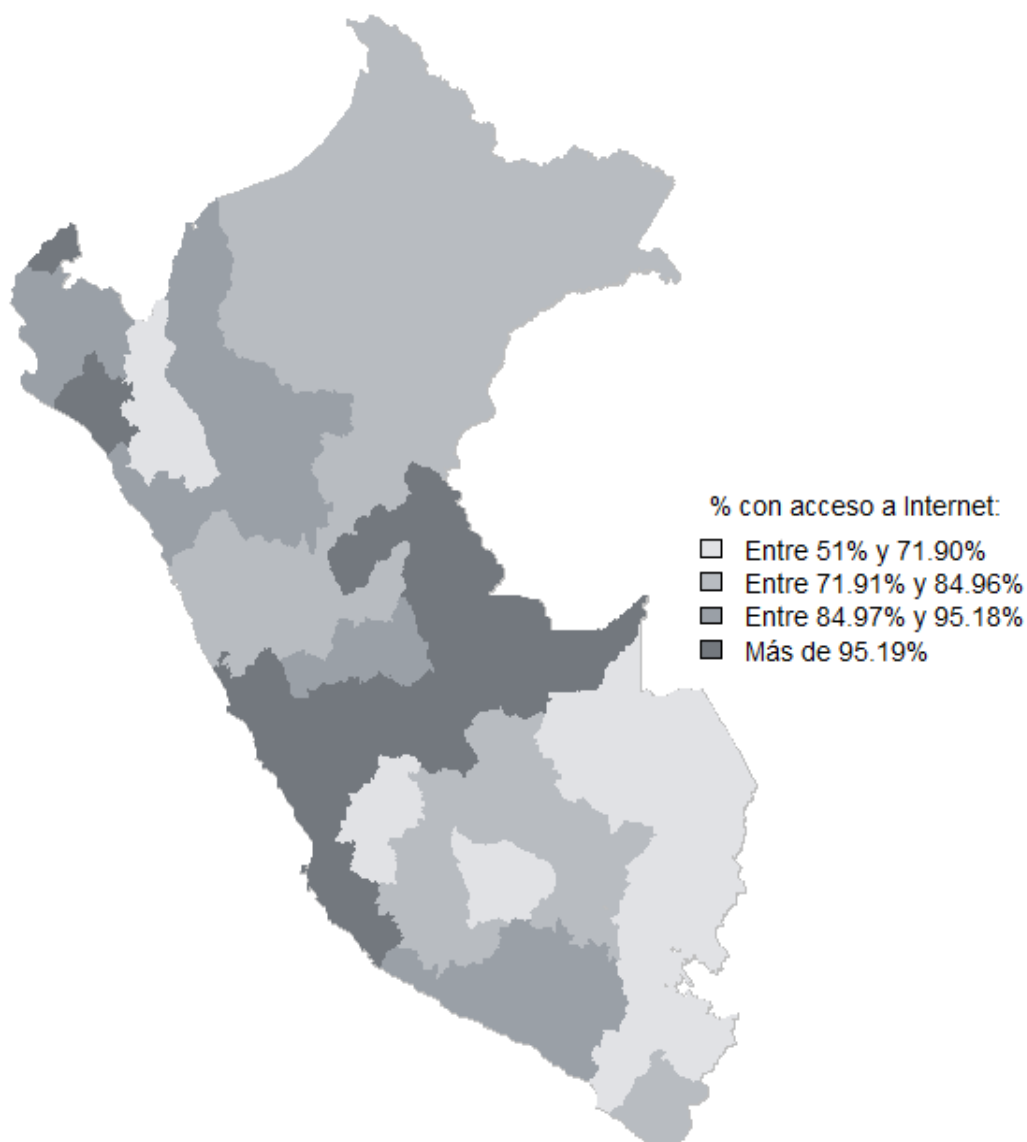 % con acceso a Internet:
Entre 51% y 71.90%
Entre 71.91% y 84.96%
Entre 84.97% y 95.18%
Más de 95.19%